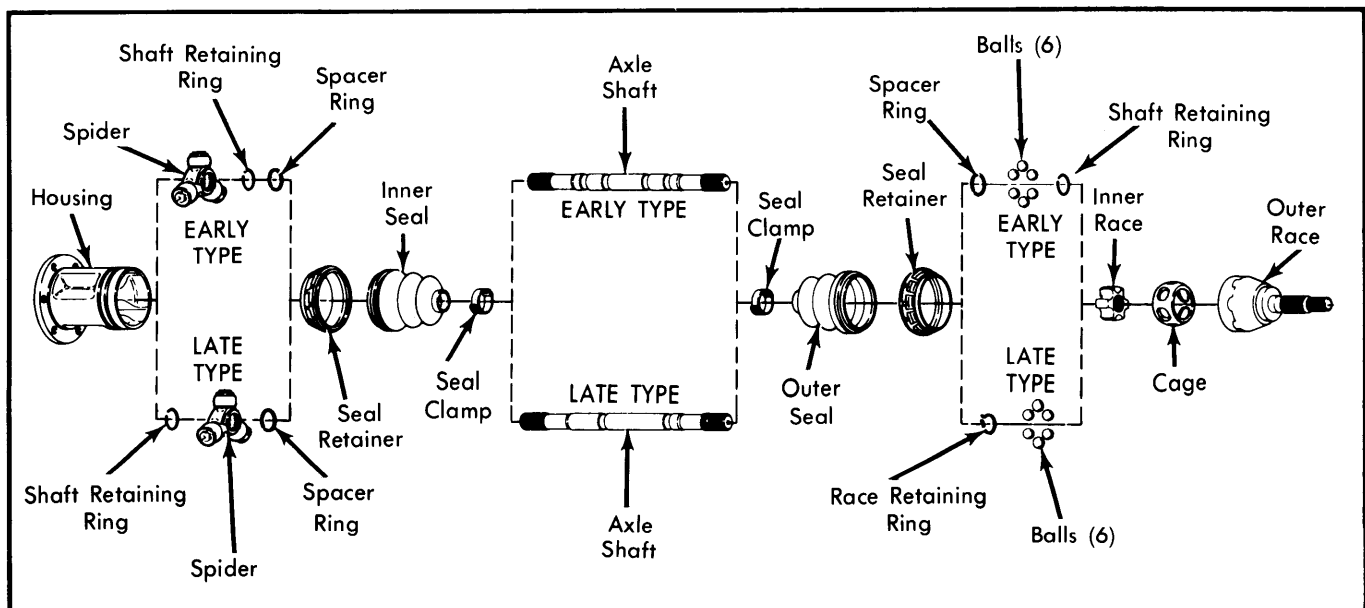 Shaft Retaining
Ring
Spacer
Ring
Spider
Housing
EARLY
TYPE
Inner
Seal
Axle
Shaft
EARLY TYPE
Seal
Clamp
Spacer
Ring
Balls (6)
Shaft Retaining
Ring
Seal
Retainer
EARLY
TYPE
Inner
Race
Outer
Race
LATE
TYPE
Shaft Retaining
Ring
Spider
Spacer
Ring
Seal
Retainer
Seal
Clamp
LATE TYPE
Axle
Shaft
Outer
Seal
LATE
TYPE
Race Retaining
Ring
Balls (6)
Cage